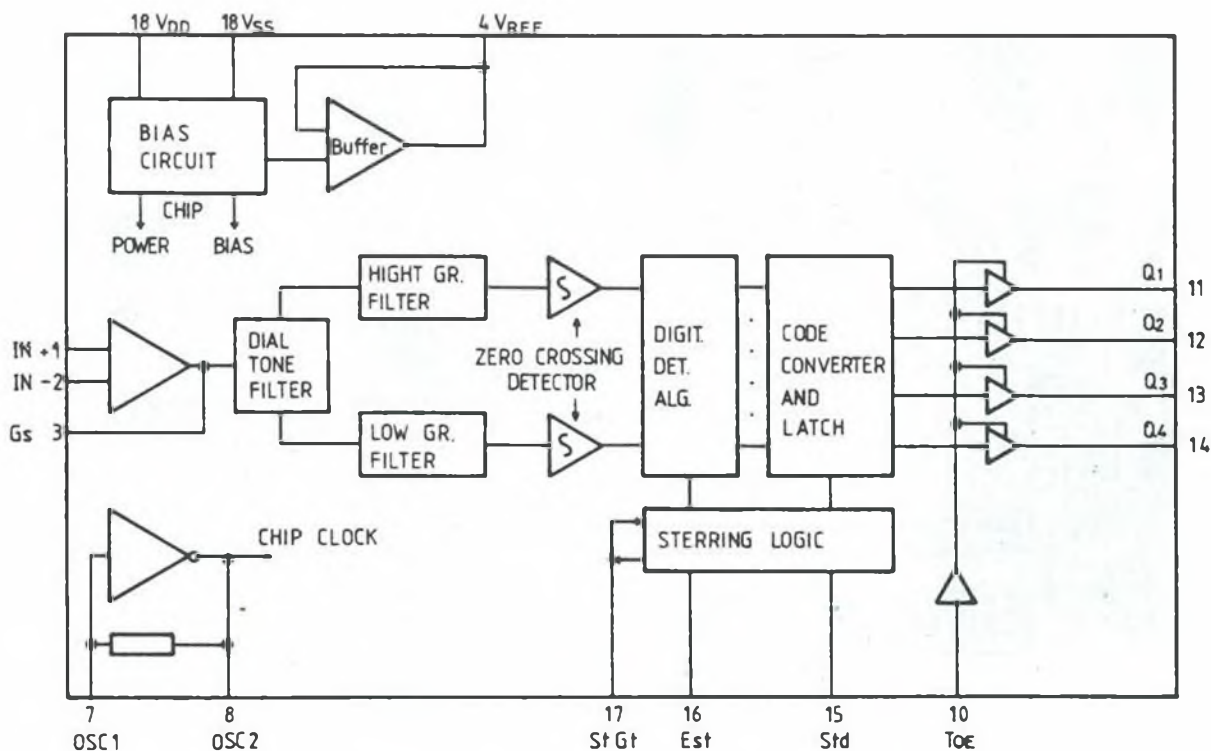 18 VDD 18 VSS 4 VREF
BIAS
CIRCUIT
Buffer
CHIP
POWER BIAS
HIGHT GR.
FILTER
IN +1
IN -2
Gs 3
DIAL
TONE
FILTER
ZERO CROSSING
DETECTOR
LOW GR.
FILTER
S
S
DIGIT.
DET.
ALG.
CODE
CONVERTER
AND
LATCH
Q1 11
Q2 12
Q3 13
Q4 14
CHIP CLOCK
STERRING LOGIC
7 8 17 16 15 10
OSC1 OSC2 St Gt Est Std TOE